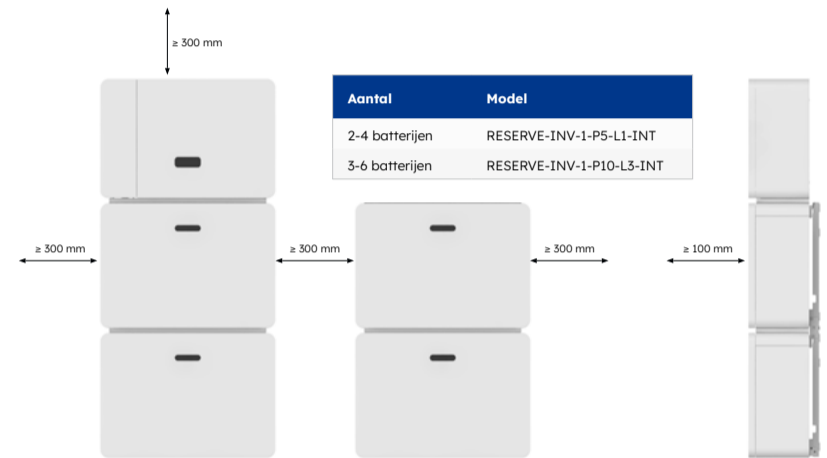 ≥ 300 mm
Aantal Model
2-4 batterijen RESERVE-INV-1-P5-L1-INT
3-6 batterijen RESERVE-INV-1-P10-L3-INT
≥ 300 mm ≥ 300 mm ≥ 300 mm ≥ 100 mm